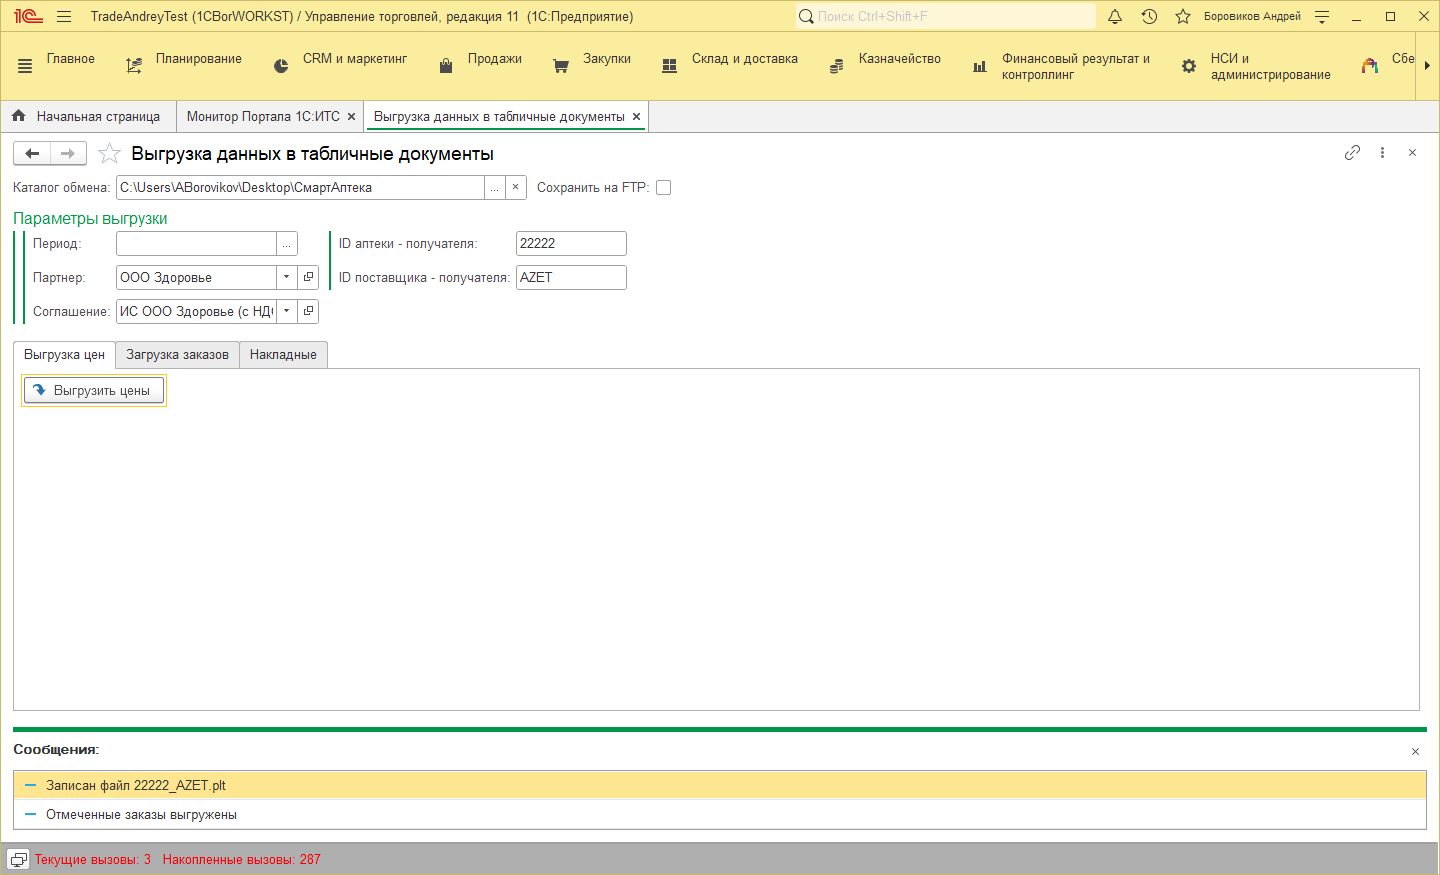 1С TradeAndreyTest (1CBorWORKST) / Управление торговлей, редакция 11 (1С:Предприятие) Поиск Ctrl+Shift+F Боровиков Андрей
Главное Планирование CRM и маркетинг Продажи Закупки Склад и доставка Казначейство Финансовый результат и НСИ и Сбе
контроллинг администрирование
Начальная страница Монитор Портала 1С:ИТС × Выгрузка данных в табличные документы ×
Выгрузка данных в табличные документы
Каталог обмена: C:\Users\ABorovikov\Desktop\СмартАптека ... × Сохранить на FTP:
Параметры выгрузки
Период: ... ID аптеки - получателя: 22222
Партнер: ООО Здоровье ID поставщика - получателя: AZET
Соглашение: ИС ООО Здоровье (с НДС
Выгрузка цен Загрузка заказов Накладные
Выгрузить цены
Сообщения:
Записан файл 22222_AZET.plt
Отмеченные заказы выгружены
Текущие вызовы: 3 Накопленные вызовы: 287